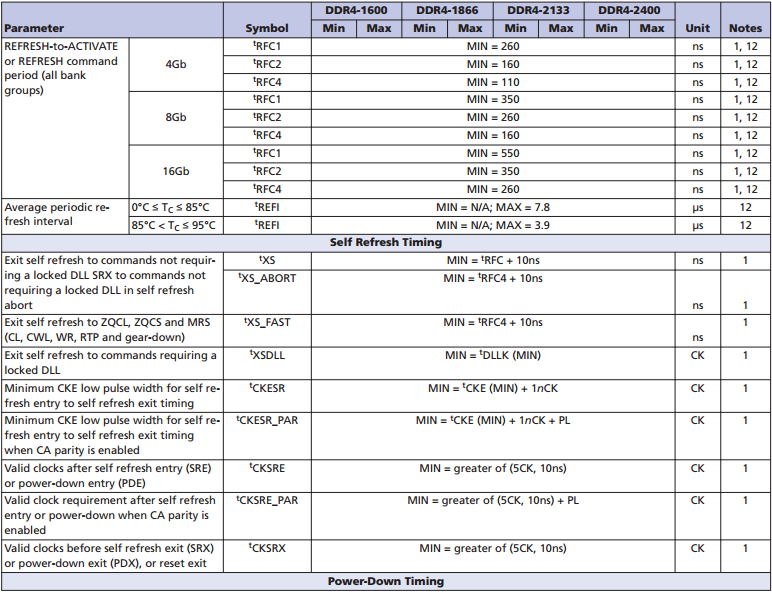 Parameter Symbol DDR4-1600 DDR4-1866 DDR4-2133 DDR4-2400 Unit Notes
Min Max Min Max Min Max Min Max
REFRESH-to-ACTIVATE
or REFRESH command
period (all bank
groups)
4Gb
tRFC1 MIN = 260 ns 1, 12
tRFC2 MIN = 160 ns 1, 12
tRFC4 MIN = 110 ns 1, 12
8Gb
tRFC1 MIN = 350 ns 1, 12
tRFC2 MIN = 260 ns 1, 12
tRFC4 MIN = 160 ns 1, 12
16Gb
tRFC1 MIN = 550 ns 1, 12
tRFC2 MIN = 350 ns 1, 12
tRFC4 MIN = 260 ns 1, 12
Average periodic re-
fresh interval
0°C ≤ TC ≤ 85°C tREFI MIN = N/A; MAX = 7.8 µs 12
85°C < TC ≤ 95°C tREFI MIN = N/A; MAX = 3.9 µs 12
Self Refresh Timing
Exit self refresh to commands not requir-
ing a locked DLL SRX to commands not
requiring a locked DLL in self refresh
abort
tXS MIN = tRFC + 10ns ns 1
tXS_ABORT MIN = tRFC4 + 10ns ns 1
Exit self refresh to ZQCL, ZQCS and MRS
(CL, CWL, WR, RTP and gear-down)
tXS_FAST MIN = tRFC4 + 10ns ns 1
Exit self refresh to commands requiring a
locked DLL
tXSDLL MIN = tDLLK (MIN) CK 1
Minimum CKE low pulse width for self re-
fresh entry to self refresh exit timing
tCKESR MIN = tCKE (MIN) + 1nCK CK 1
Minimum CKE low pulse width for self re-
fresh entry to self refresh exit timing
when CA parity is enabled
tCKESR_PAR MIN = tCKE (MIN) + 1nCK + PL CK 1
Valid clocks after self refresh entry (SRE)
or power-down entry (PDE)
tCKSRE MIN = greater of (5CK, 10ns) CK 1
Valid clock requirement after self refresh
entry or power-down when CA parity is
enabled
tCKSRE_PAR MIN = greater of (5CK, 10ns) + PL CK 1
Valid clocks before self refresh exit (SRX)
or power-down exit (PDX), or reset exit
tCKSRX MIN = greater of (5CK, 10ns) CK 1
Power-Down Timing